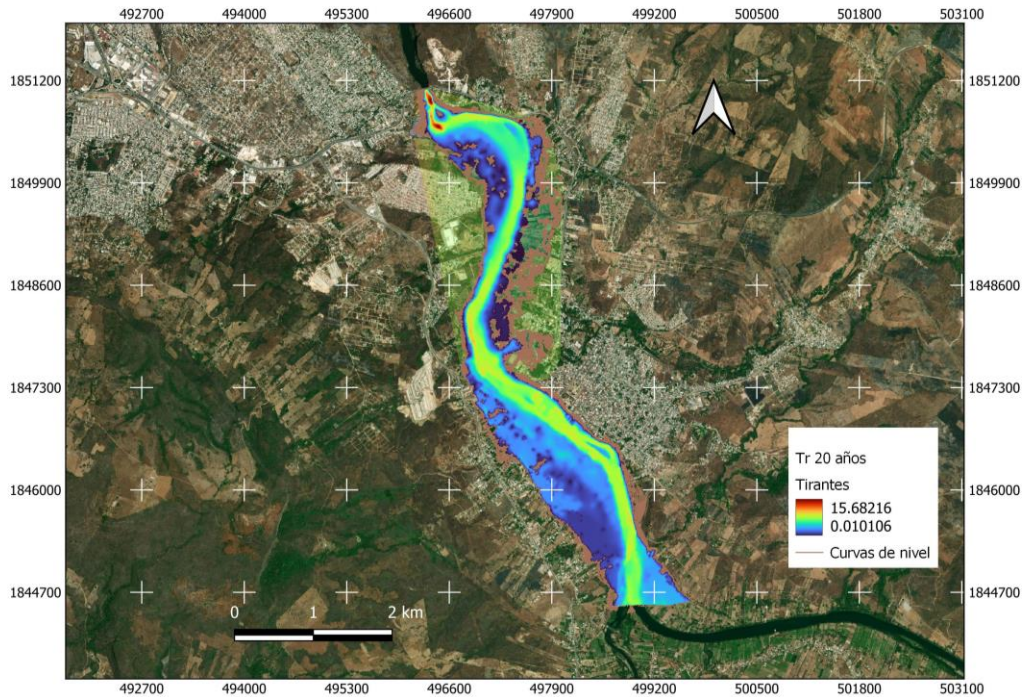 492700 494000 495300 496600 497900 499200 500500 501800 503100
1851200 1851200
1849900 1849900
1848600 1848600
1847300 1847300
Tr 20 años
Tirantes
15.68216
0.010106
Curvas de nivel
1846000 1846000
1844700 1844700
0 1 2 km
492700 494000 495300 496600 497900 499200 500500 501800 503100